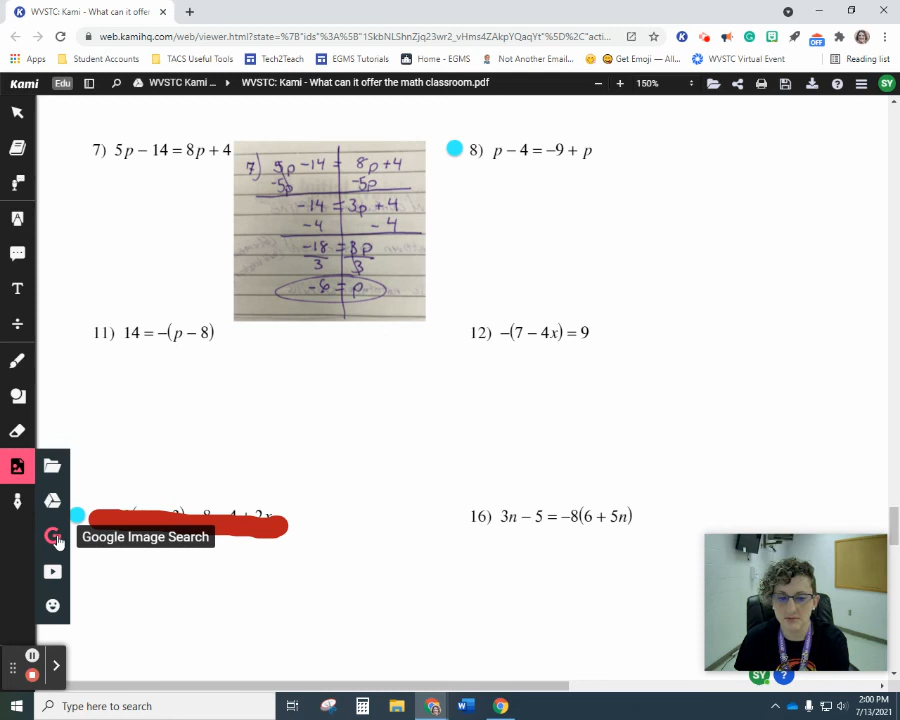 WVSTC: Kami - What can it offer
web.kamihq.com/web/viewer.html?state=%7B"ids"%3A%5B"1SkbNLShnZjq23wr2_vHms4ZAkpYQaqYt"%5D%2C"acti...
Apps Student Accounts TACS Useful Tools Tech2Teach EGMS Tutorials Home - EGMS Not Another Email... Get Emoji — All... WVSTC Virtual Event Reading list
OFF
Kami Edu WVSTC Kami ... WVSTC: Kami - What can it offer the math classroom.pdf 150% SY
7) 5p − 14 = 8p + 4
7) 5p -14 = 8p +4
-5p -5p
-14 = 3p +4
-4 -4
-18 = 3p
3 3
-6 = p
8) p − 4 = −9 + p
11) 14 = −(p − 8)
12) −(7 − 4x) = 9
16) 3n − 5 = −8(6 + 5n)
Google Image Search
SY ?
Type here to search
2:00 PM
7/13/2021